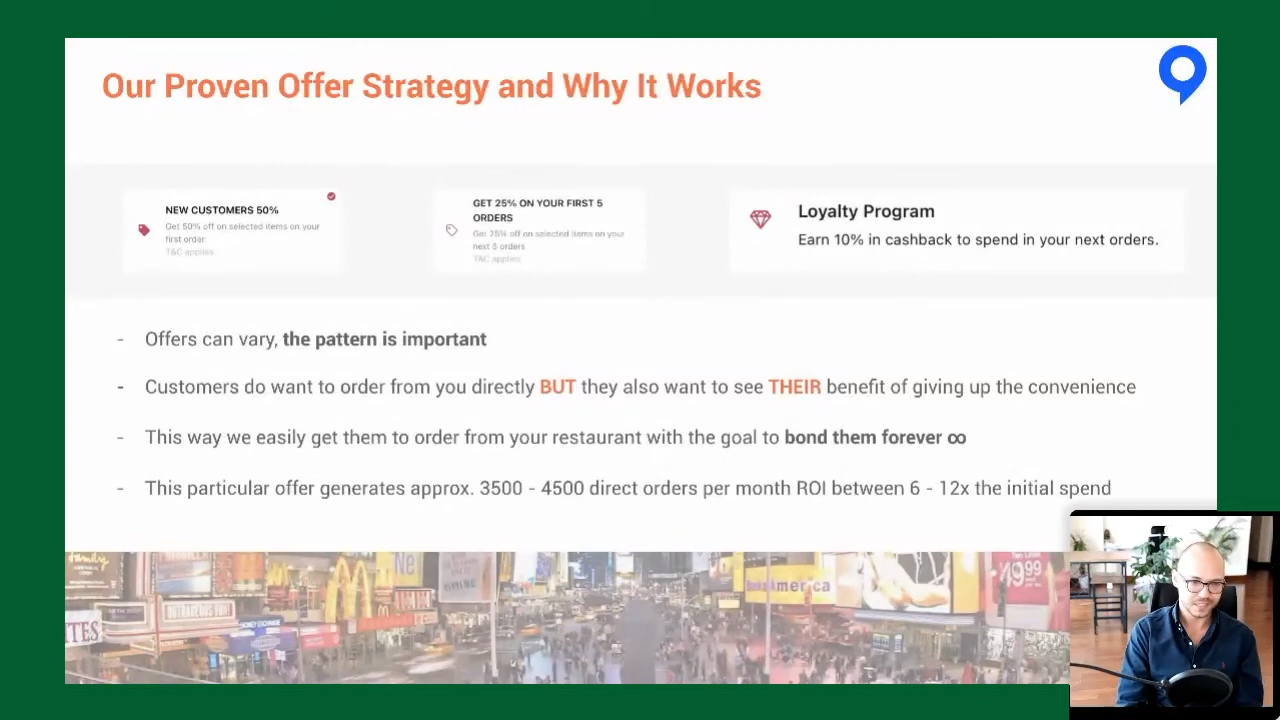 Our Proven Offer Strategy and Why It Works
NEW CUSTOMERS 50%
Get 50% off on selected items on your
first order
T&C applies
GET 25% ON YOUR FIRST 5
ORDERS
Get 25% off on selected items on your
next 5 orders
T&C applies
Loyalty Program
Earn 10% in cashback to spend in your next orders.
- Offers can vary, the pattern is important
- Customers do want to order from you directly BUT they also want to see THEIR benefit of giving up the convenience
- This way we easily get them to order from your restaurant with the goal to bond them forever ∞
- This particular offer generates approx. 3500 - 4500 direct orders per month ROI between 6 - 12x the initial spend
family
Ne
BankAmerica
49.99
ITES